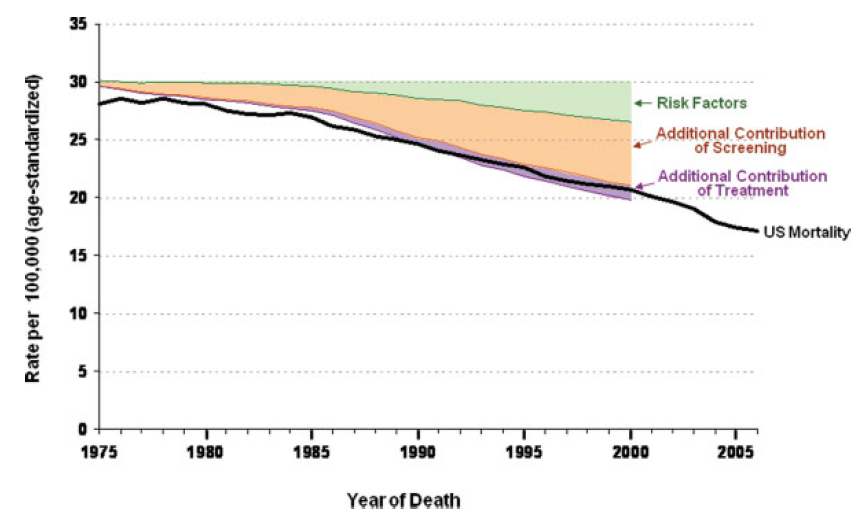 Rate per 100,000 (age-standardized)
35
30
25
20
15
10
5
0
Risk Factors
Additional Contribution
of Screening
Additional Contribution
of Treatment
US Mortality
1975 1980 1985 1990 1995 2000 2005
Year of Death